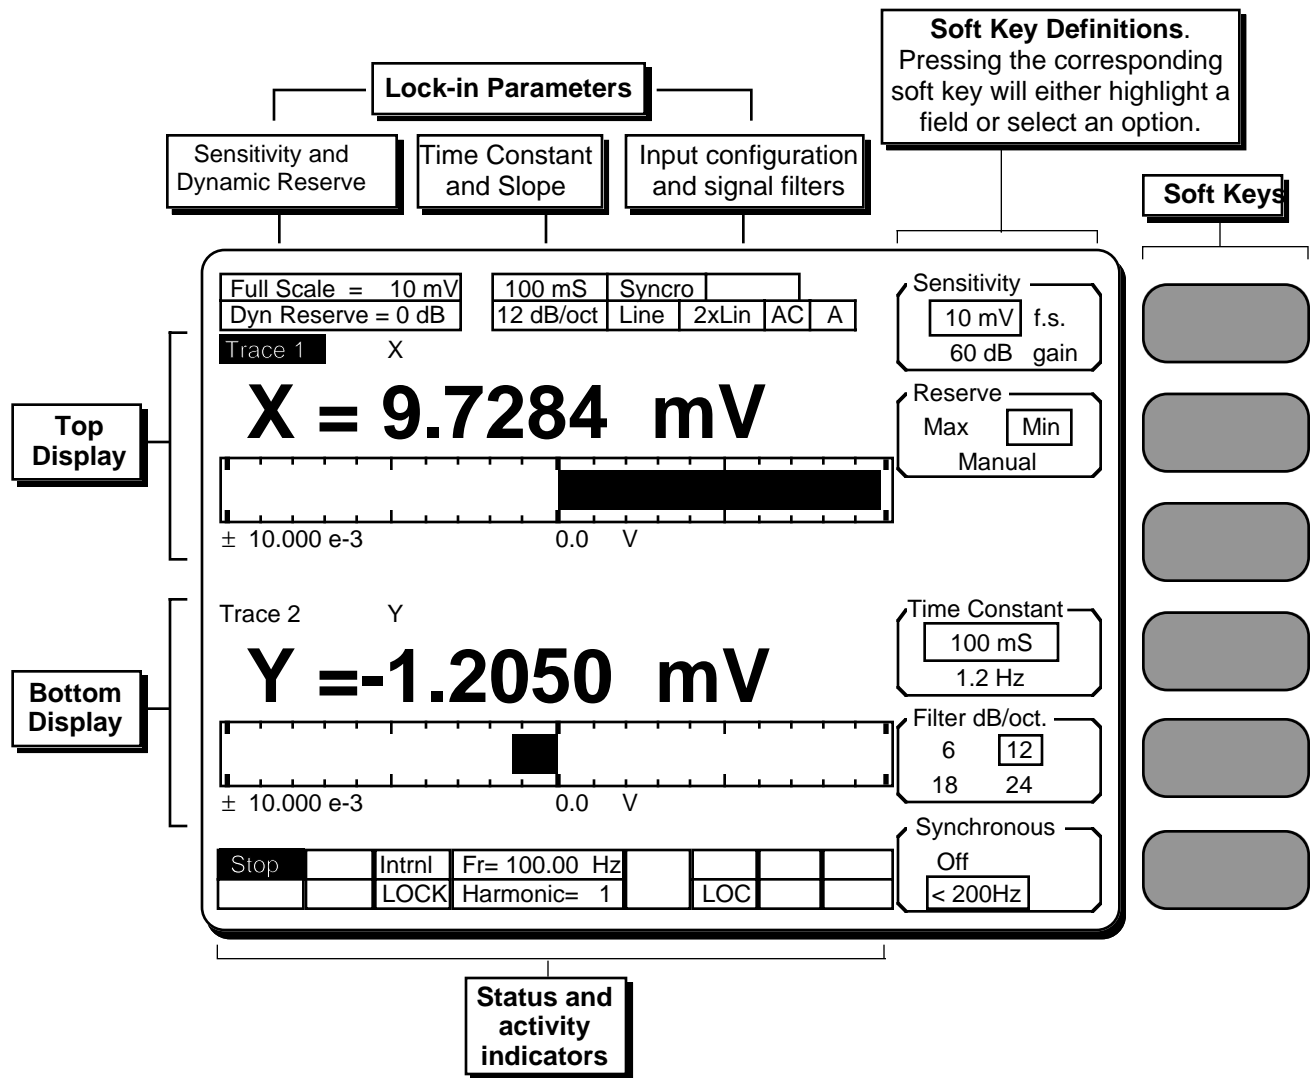 Soft Key Definitions.
Pressing the corresponding
soft key will either highlight a
field or select an option.
Lock-in Parameters
Sensitivity and
Dynamic Reserve
Time Constant
and Slope
Input configuration
and signal filters
Soft Keys
Full Scale = 10 mV
Dyn Reserve = 0 dB
100 mS Syncro
12 dB/oct Line 2xLin AC A
Trace 1 X
X = 9.7284 mV
± 10.000 e-3 0.0 V
Top
Display
Trace 2 Y
Y =-1.2050 mV
± 10.000 e-3 0.0 V
Bottom
Display
Stop Intrnl Fr= 100.00 Hz
LOCK Harmonic= 1 LOC
Sensitivity
10 mV f.s.
60 dB gain
Reserve
Max Min
Manual
Time Constant
100 mS
1.2 Hz
Filter dB/oct.
6 12
18 24
Synchronous
Off
< 200Hz
Status and
activity
indicators